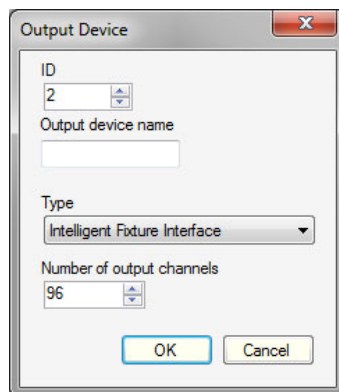 Output Device
ID
2
Output device name
Type
Intelligent Fixture Interface
Number of output channels
96
OK Cancel